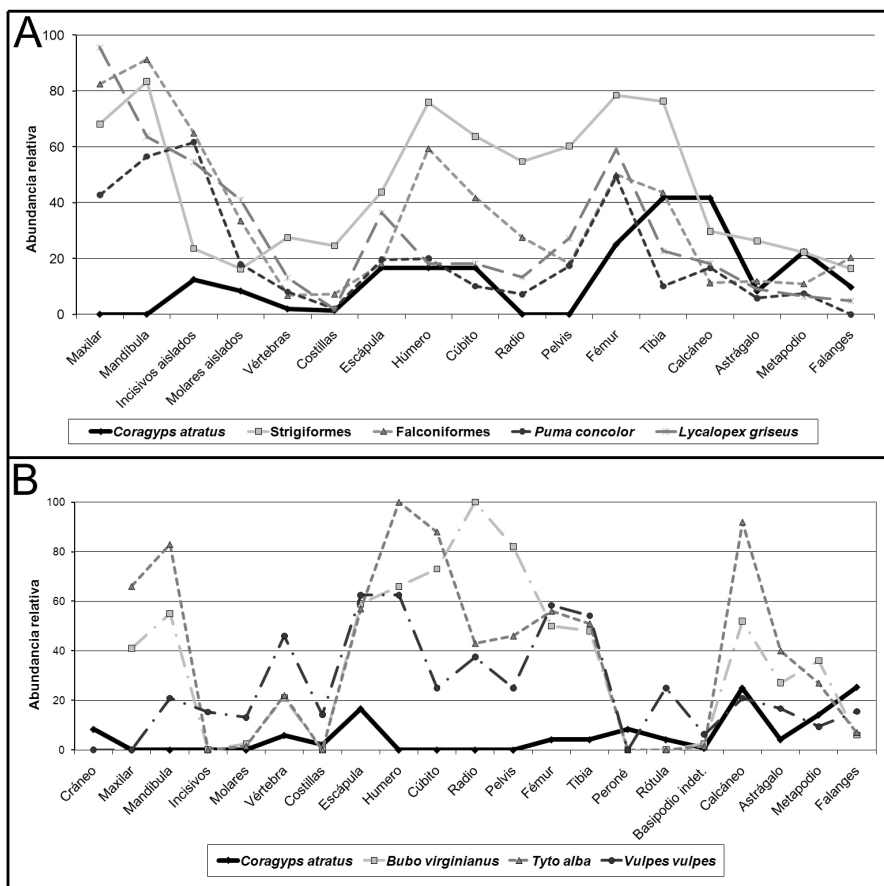 A
Abundancia relativa
100
80
60
40
20
0
Maxilar
Mandíbula
Incisivos aislados
Molares aislados
Vértebras
Costillas
Escápula
Húmero
Cúbito
Radio
Pelvis
Fémur
Tibia
Calcáneo
Astrágalo
Metapodio
Falanges
Coragyps atratus Strigiformes Falconiformes Puma concolor Lycalopex griseus
B
Abundancia relativa
100
80
60
40
20
0
Cráneo
Maxilar
Mandíbula
Incisivos
Molares
Vértebra
Costillas
Escápula
Humero
Cúbito
Radio
Pelvis
Fémur
Tibia
Peroné
Rótula
Basipodio indet.
Calcáneo
Astrágalo
Metapodio
Falanges
Coragyps atratus Bubo virginianus Tyto alba Vulpes vulpes